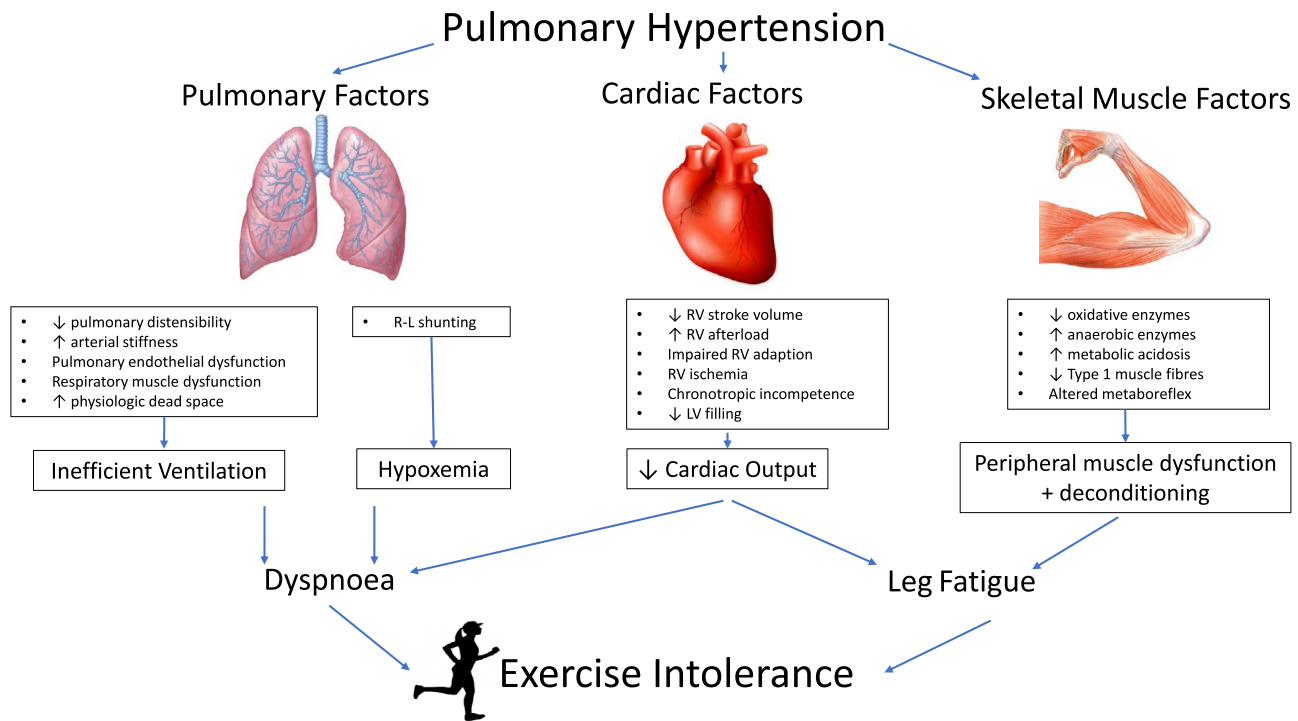 Pulmonary Hypertension
Pulmonary Factors
Cardiac Factors
Skeletal Muscle Factors
• ↓ pulmonary distensibility
• ↑ arterial stiffness
• Pulmonary endothelial dysfunction
• Respiratory muscle dysfunction
• ↑ physiologic dead space
• R-L shunting
• ↓ RV stroke volume
• ↑ RV afterload
• Impaired RV adaption
• RV ischemia
• Chronotropic incompetence
• ↓ LV filling
• ↓ oxidative enzymes
• ↑ anaerobic enzymes
• ↑ metabolic acidosis
• ↓ Type 1 muscle fibres
• Altered metaboreflex
Inefficient Ventilation
Hypoxemia
↓ Cardiac Output
Peripheral muscle dysfunction
+ deconditioning
Dyspnoea
Leg Fatigue
Exercise Intolerance